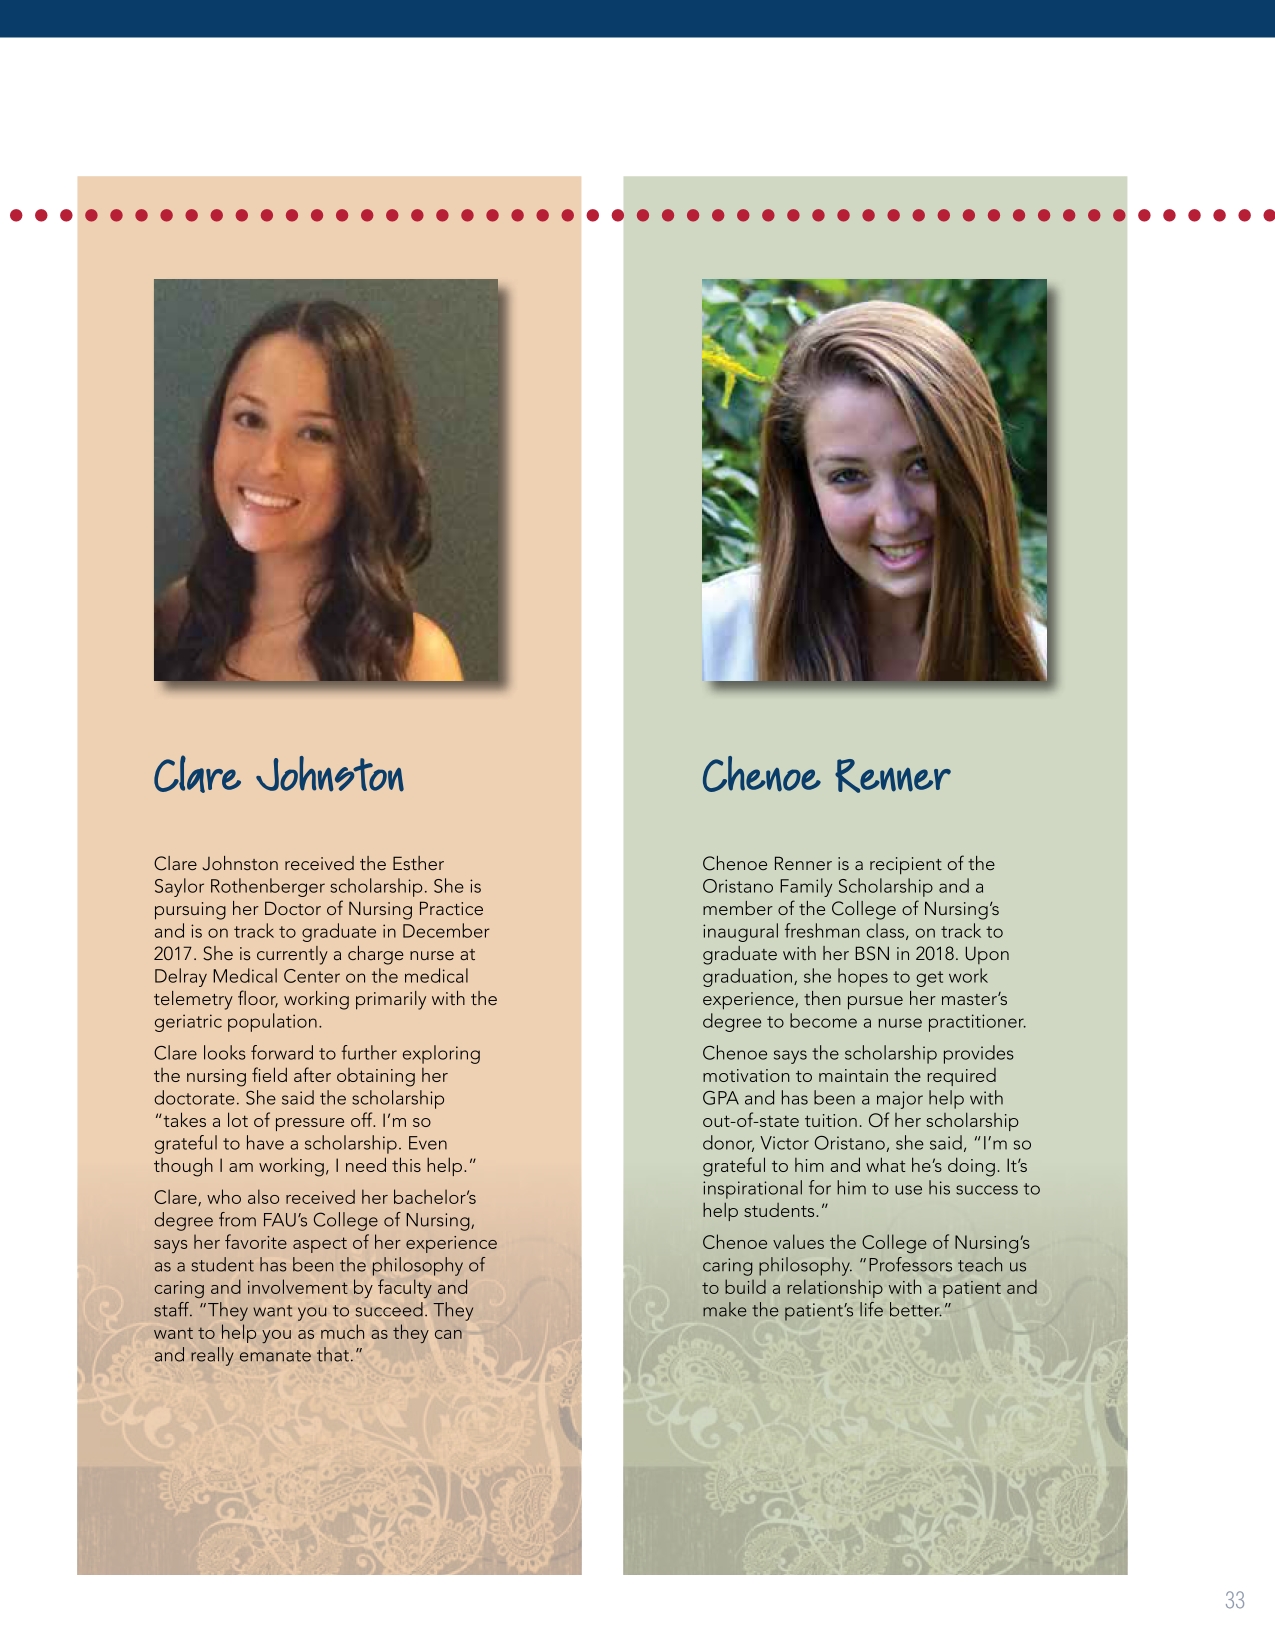 Clare Johnston
Clare Johnston received the Esther
Saylor Rothenberger scholarship. She is
pursuing her Doctor of Nursing Practice
and is on track to graduate in December
2017. She is currently a charge nurse at
Delray Medical Center on the medical
telemetry floor, working primarily with the
geriatric population.
Clare looks forward to further exploring
the nursing field after obtaining her
doctorate. She said the scholarship
“takes a lot of pressure off. I’m so
grateful to have a scholarship. Even
though I am working, I need this help.”
Clare, who also received her bachelor’s
degree from FAU’s College of Nursing,
says her favorite aspect of her experience
as a student has been the philosophy of
caring and involvement by faculty and
staff. “They want you to succeed. They
want to help you as much as they can
and really emanate that.”
Chenoe Renner
Chenoe Renner is a recipient of the
Oristano Family Scholarship and a
member of the College of Nursing’s
inaugural freshman class, on track to
graduate with her BSN in 2018. Upon
graduation, she hopes to get work
experience, then pursue her master’s
degree to become a nurse practitioner.
Chenoe says the scholarship provides
motivation to maintain the required
GPA and has been a major help with
out-of-state tuition. Of her scholarship
donor, Victor Oristano, she said, “I’m so
grateful to him and what he’s doing. It’s
inspirational for him to use his success to
help students.”
Chenoe values the College of Nursing’s
caring philosophy. “Professors teach us
to build a relationship with a patient and
make the patient’s life better.”
33